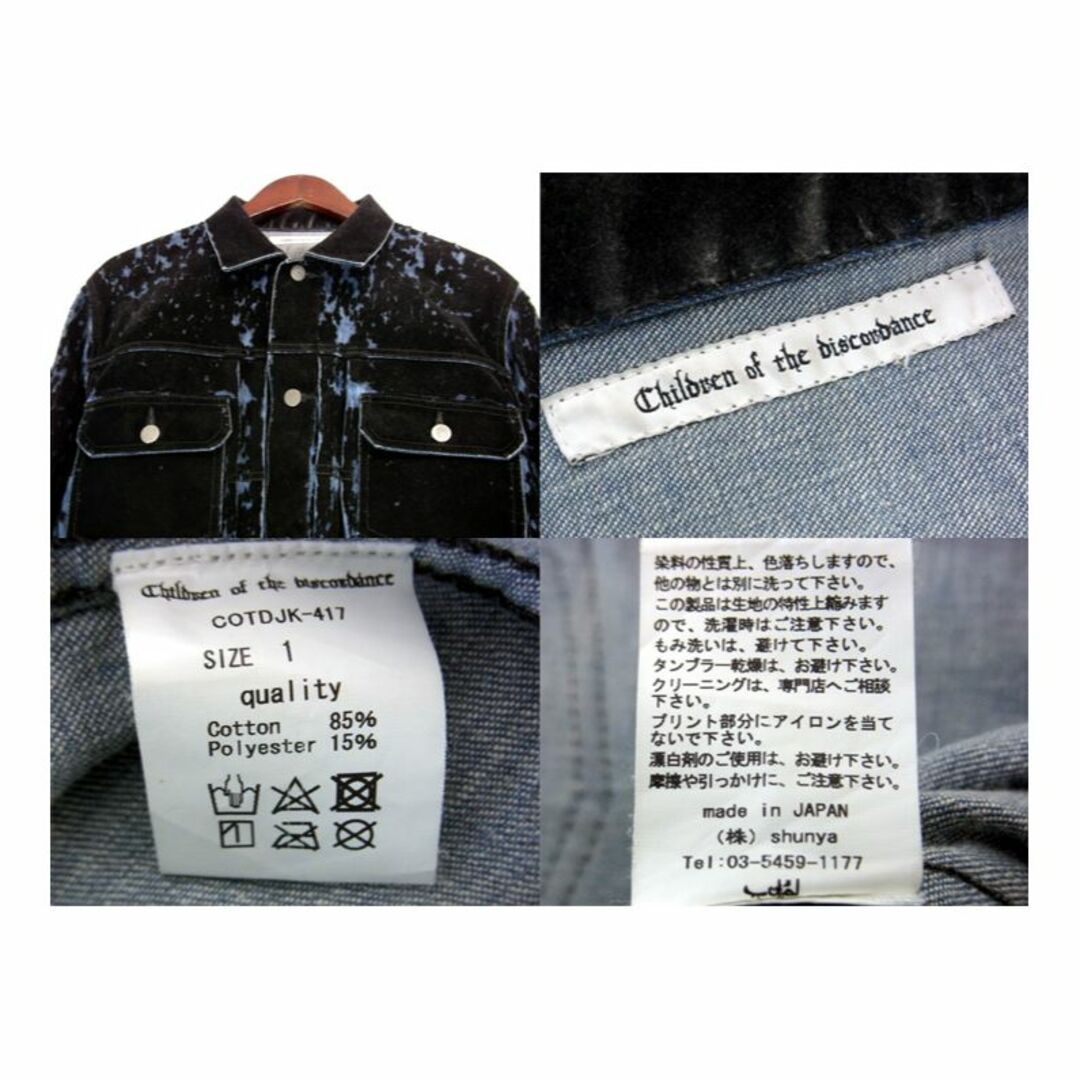 Children of the discordance
Children of the discordance
COTDJK-417
SIZE 1
quality
Cotton 85%
Polyester 15%
染料の性質上、色落ちしますので、
他の物とは別に洗って下さい。
この製品は生地の特性上縮みます
ので、洗濯時はご注意下さい。
もみ洗いは、避けて下さい。
タンブラー乾燥は、お避け下さい。
クリーニングは、専門店へご相談
下さい。
プリント部分にアイロンを当て
ないで下さい。
漂白剤のご使用は、お避け下さい。
摩擦や引っかけに、ご注意下さい。
made in JAPAN
(株) shunya
Tel:03-5459-1177